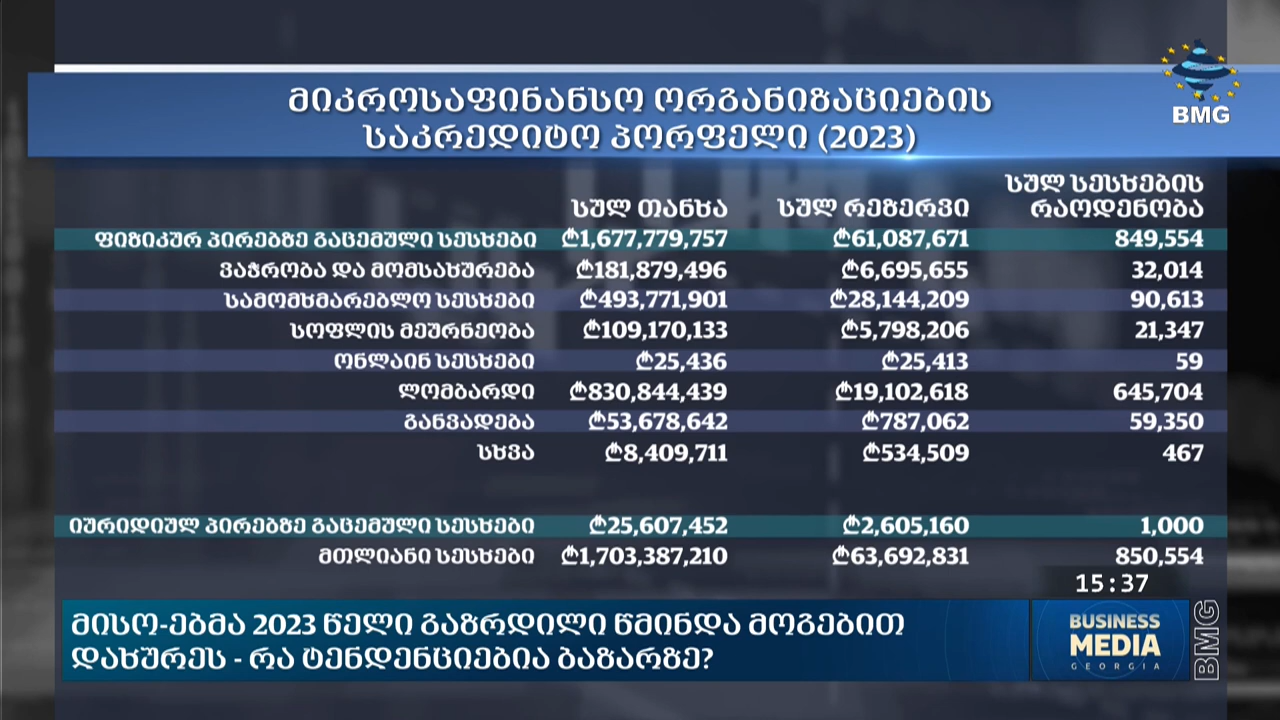 მიკროსაფინანსო ორგანიზაციების
საკრედიტო პორფელი (2023)
BMG
სულ თანხა სულ რეზერვი სულ სესხების რაოდენობა
ფიზიკურ პირებზე გაცემული სესხები ₾1,677,779,757 ₾61,087,671 849,554
ვაჭრობა და მომსახურება ₾181,879,496 ₾6,695,655 32,014
სამომხმარებლო სესხები ₾493,771,901 ₾28,144,209 90,613
სოფლის მეურნეობა ₾109,170,133 ₾5,798,206 21,347
ონლაინ სესხები ₾25,436 ₾25,413 59
ლომბარდი ₾830,844,439 ₾19,102,618 645,704
განვადება ₾53,678,642 ₾787,062 59,350
სხვა ₾8,409,711 ₾534,509 467
იურიდიულ პირებზე გაცემული სესხები ₾25,607,452 ₾2,605,160 1,000
მთლიანი სესხები ₾1,703,387,210 ₾63,692,831 850,554
15:37
მისო-ებმა 2023 წელი გაზრდილი წმინდა მოგებით
დახურეს - რა ტენდენციებია ბაზარზე?
BUSINESS
MEDIA
GEORGIA
BMG